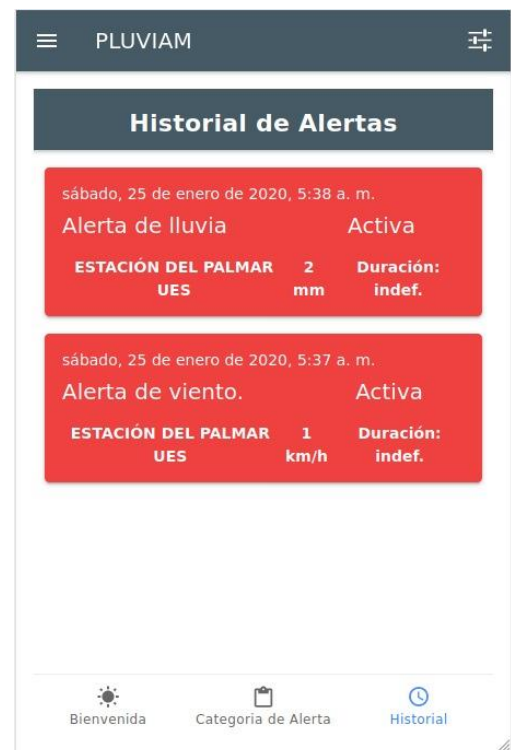 PLUVIAM
Historial de Alertas
sábado, 25 de enero de 2020, 5:38 a. m.
Alerta de lluvia Activa
ESTACIÓN DEL PALMAR 2 Duración:
UES mm indef.
sábado, 25 de enero de 2020, 5:37 a. m.
Alerta de viento. Activa
ESTACIÓN DEL PALMAR 1 Duración:
UES km/h indef.
Bienvenida Categoria de Alerta Historial